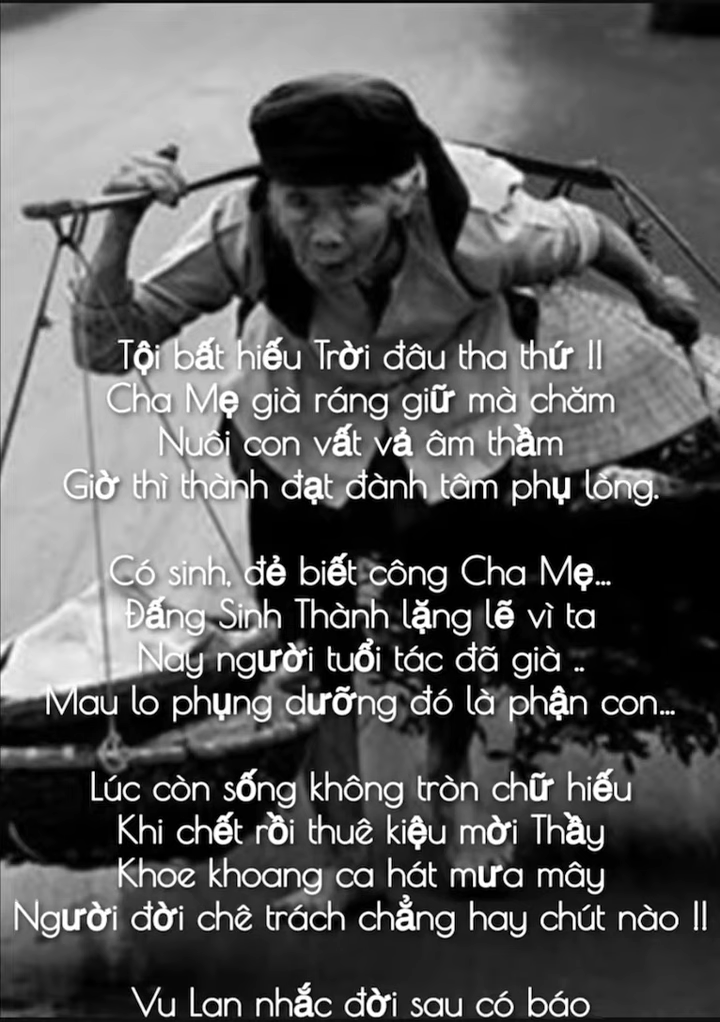 Tội bất hiếu Trời đâu tha thứ !!
Cha Mẹ già ráng giữ mà chăm
Nuôi con vất vả âm thầm
Giờ thì thành đạt đành tâm phụ lòng.
Có sinh, đẻ biết công Cha Mẹ...
Đấng Sinh Thành lặng lẽ vì ta
Nay người tuổi tác đã già ..
Mau lo phụng dưỡng đó là phận con...
Lúc còn sống không tròn chữ hiếu
Khi chết rồi thuê kiệu mời Thầy
Khoe khoang ca hát mưa mây
Người đời chê trách chẳng hay chút nào !!
Vu Lan nhắc đời sau có báo